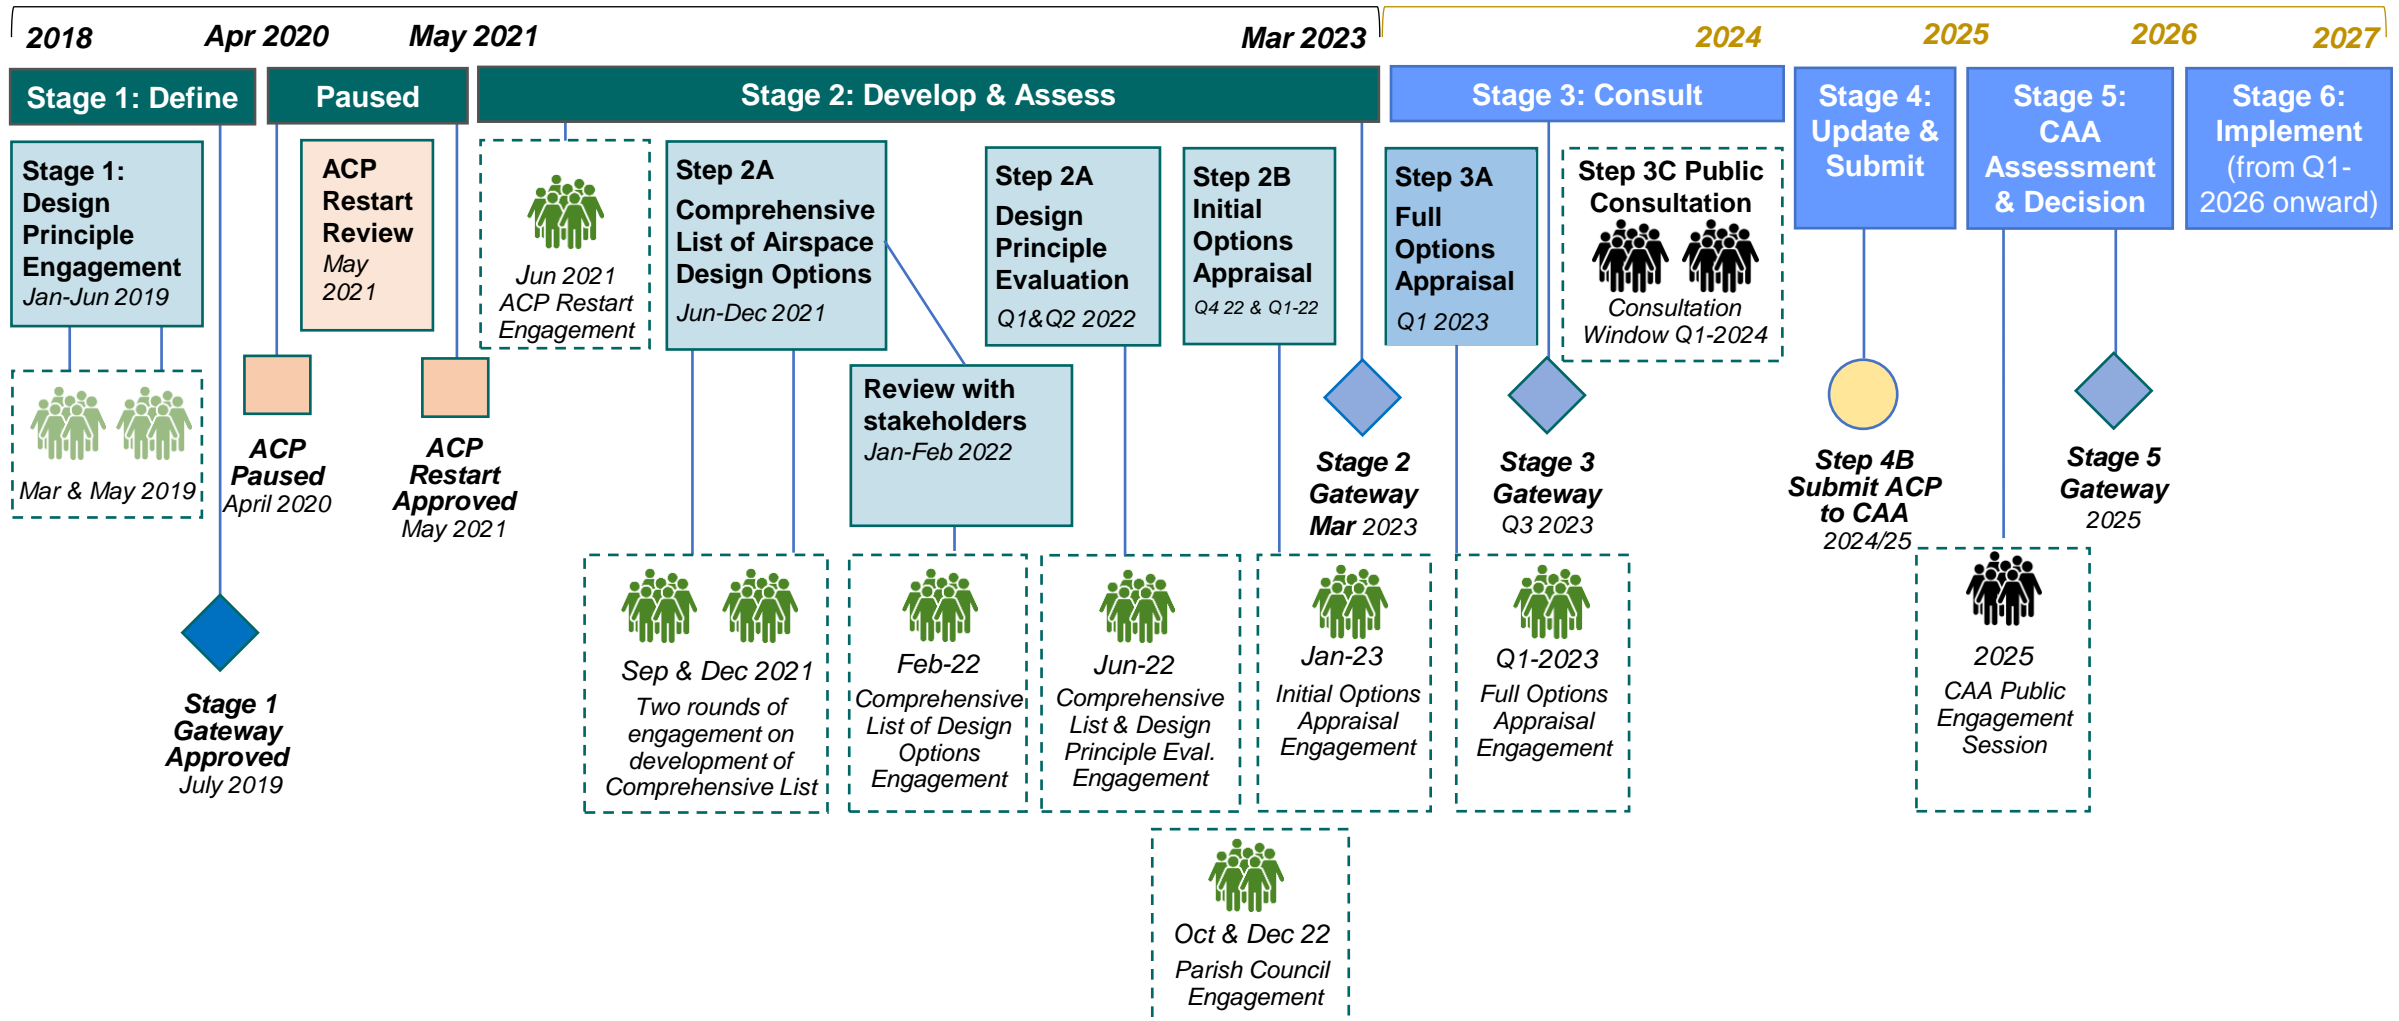 2018
Apr 2020
May 2021
Mar 2023
2024
2025
2026
2027
Stage 1: Define
Paused
Stage 2: Develop & Assess
Stage 3: Consult
Stage 4:
Update &
Submit
Stage 5:
CAA
Assessment
& Decision
Stage 6:
Implement
(from Q1-
2026 onward)
Stage 1:
Design
Principle
Engagement
Jan-Jun 2019
ACP
Restart
Review
May
2021
Jun 2021
ACP Restart
Engagement
Step 2A
Comprehensive
List of Airspace
Design Options
Jun-Dec 2021
Step 2A
Design
Principle
Evaluation
Q1&Q2 2022
Step 2B
Initial
Options
Appraisal
Q4 22 & Q1-22
Step 3A
Full
Options
Appraisal
Q1 2023
Step 3C Public
Consultation
Consultation
Window Q1-2024
Mar & May 2019
ACP
Paused
April 2020
ACP
Restart
Approved
May 2021
Review with
stakeholders
Jan-Feb 2022
Stage 2
Gateway
Mar 2023
Stage 3
Gateway
Q3 2023
Step 4B
Submit ACP
to CAA
2024/25
Stage 5
Gateway
2025
Stage 1
Gateway
Approved
July 2019
Sep & Dec 2021
Two rounds of
engagement on
development of
Comprehensive List
Feb-22
Comprehensive
List of Design
Options
Engagement
Jun-22
Comprehensive
List & Design
Principle Eval.
Engagement
Jan-23
Initial Options
Appraisal
Engagement
Q1-2023
Full Options
Appraisal
Engagement
2025
CAA Public
Engagement
Session
Oct & Dec 22
Parish Council
Engagement